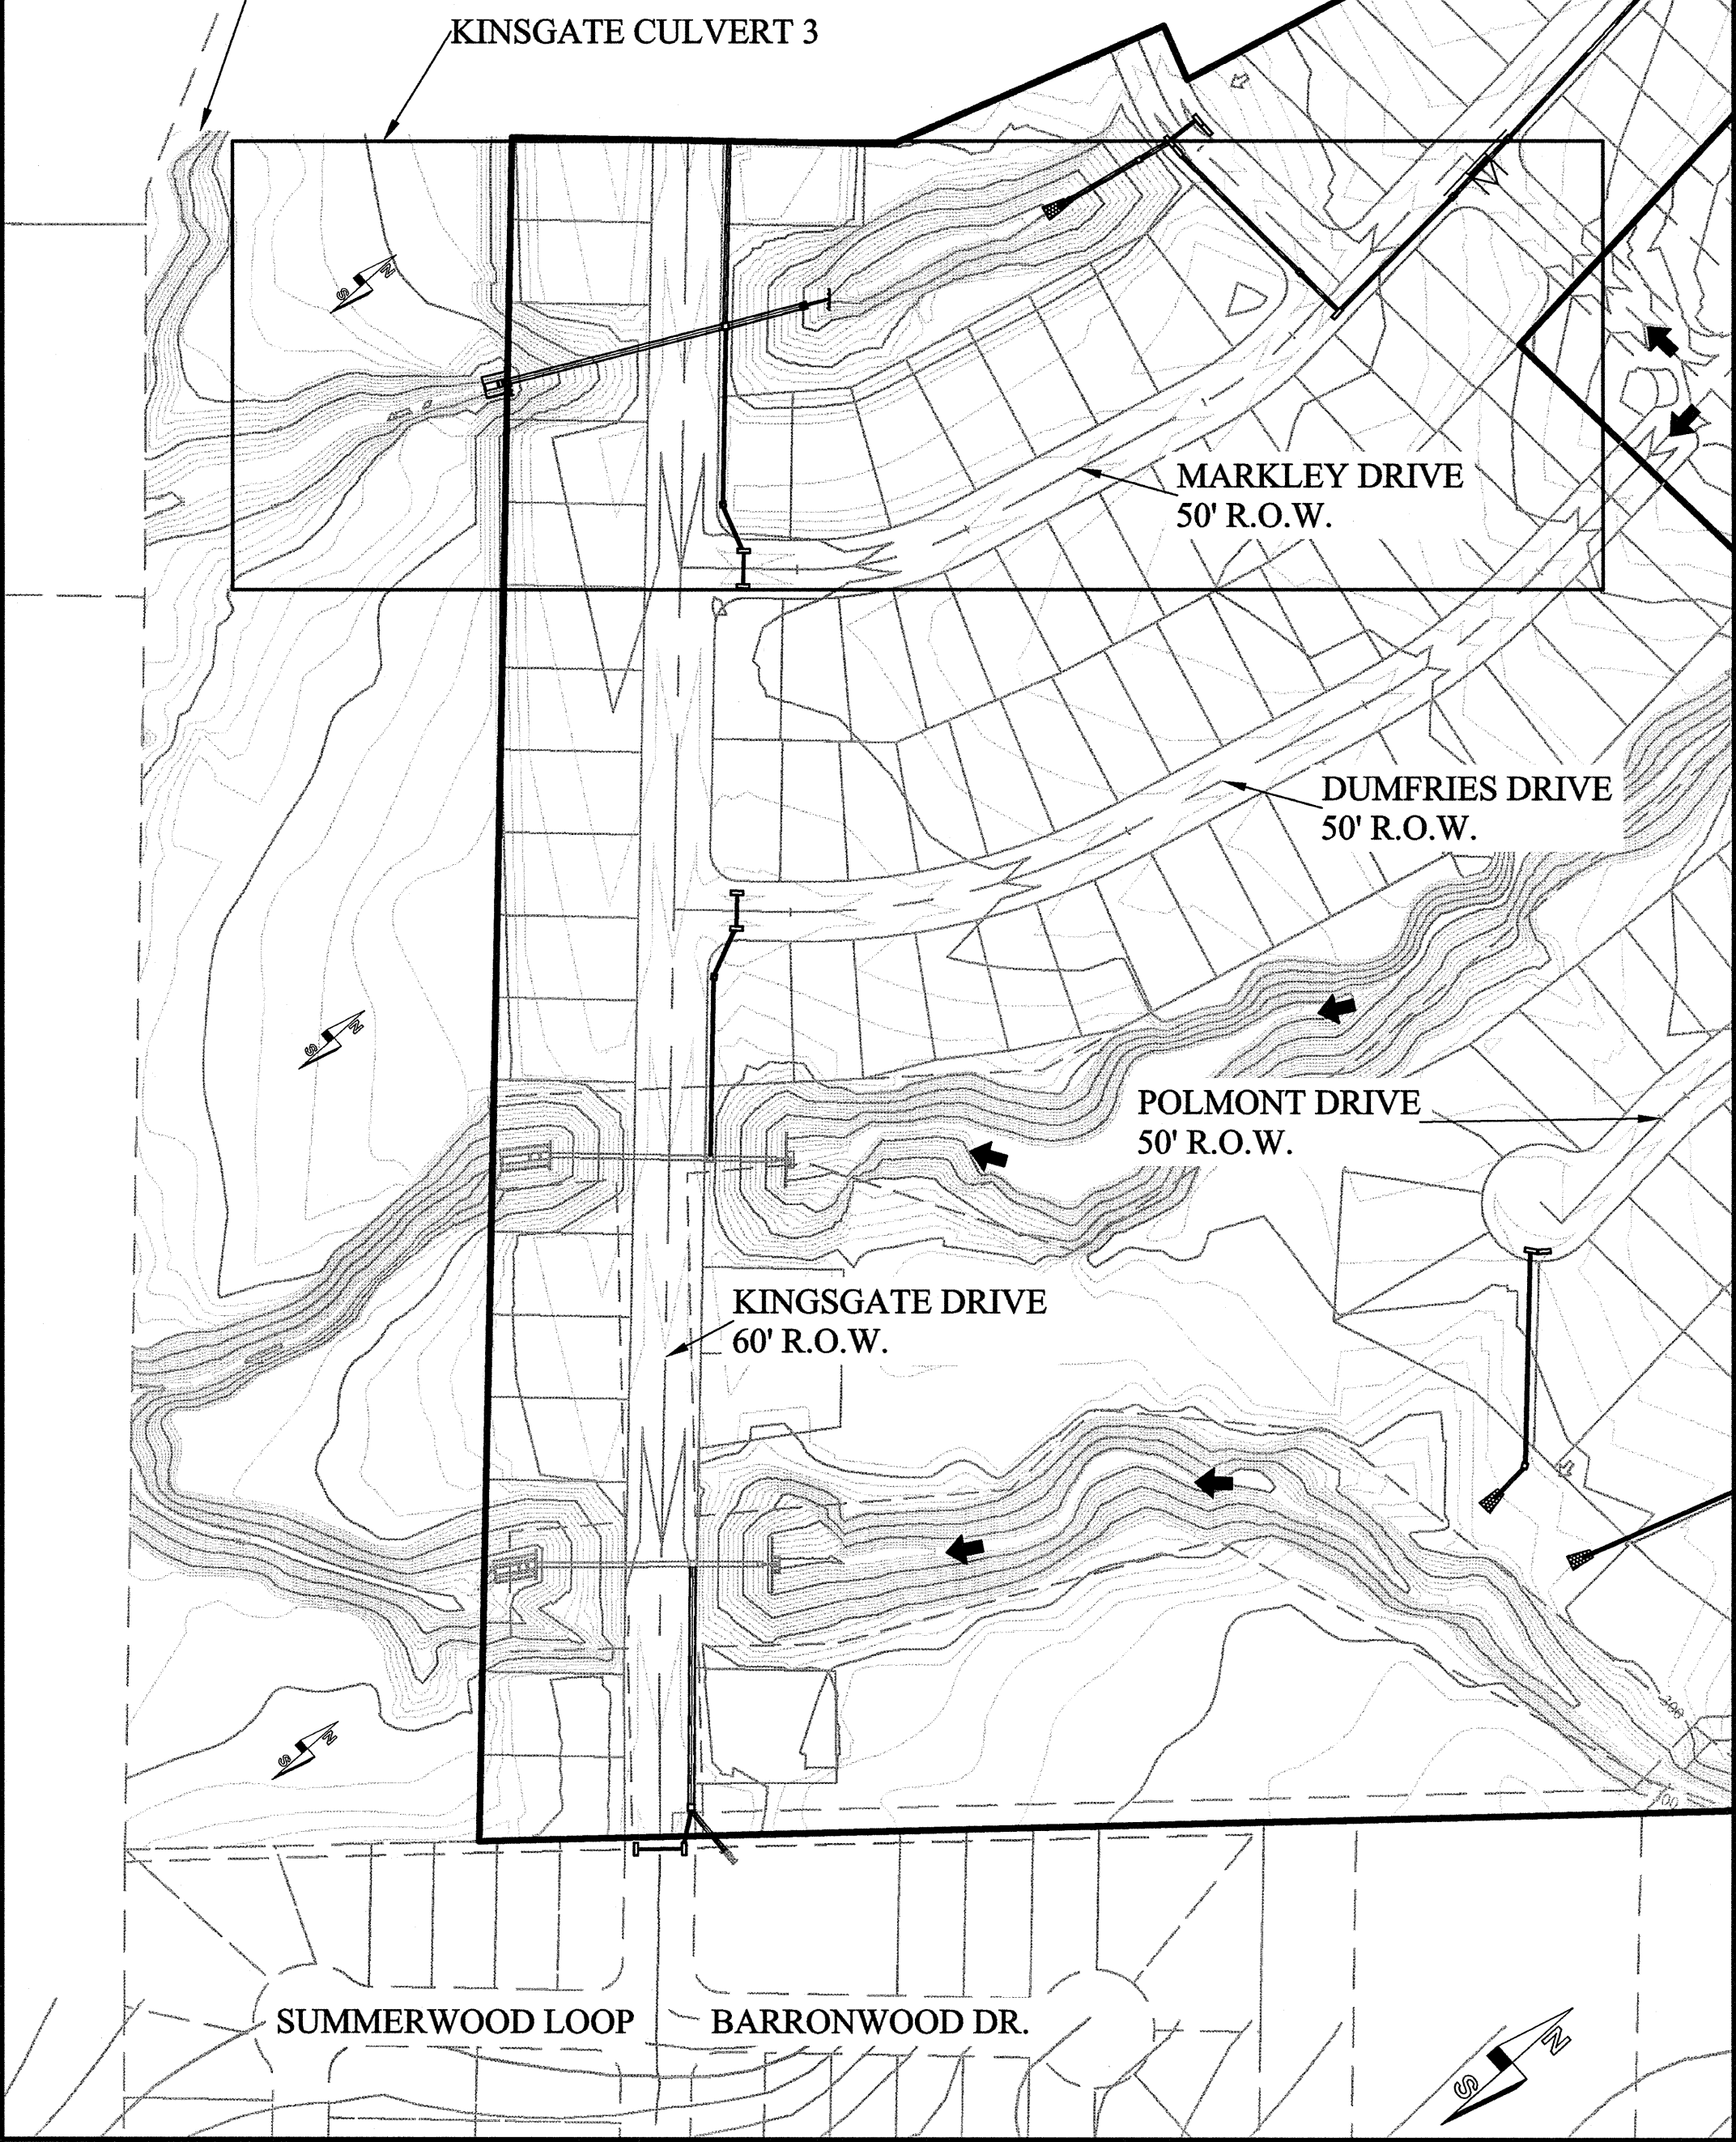 KINSGATE CULVERT 3
N
S
MARKLEY DRIVE
50' R.O.W.
DUMFRIES DRIVE
50' R.O.W.
N
S
POLMONT DRIVE
50' R.O.W.
KINGSGATE DRIVE
60' R.O.W.
200
N
S
SUMMERWOOD LOOP
BARRONWOOD DR.
N
S